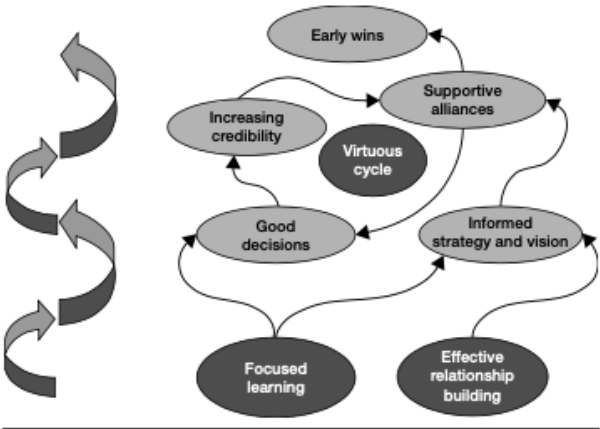 Early wins
Supportive
alliances
Increasing
credibility
Virtuous
cycle
Good
decisions
Informed
strategy and vision
Focused
learning
Effective
relationship
building